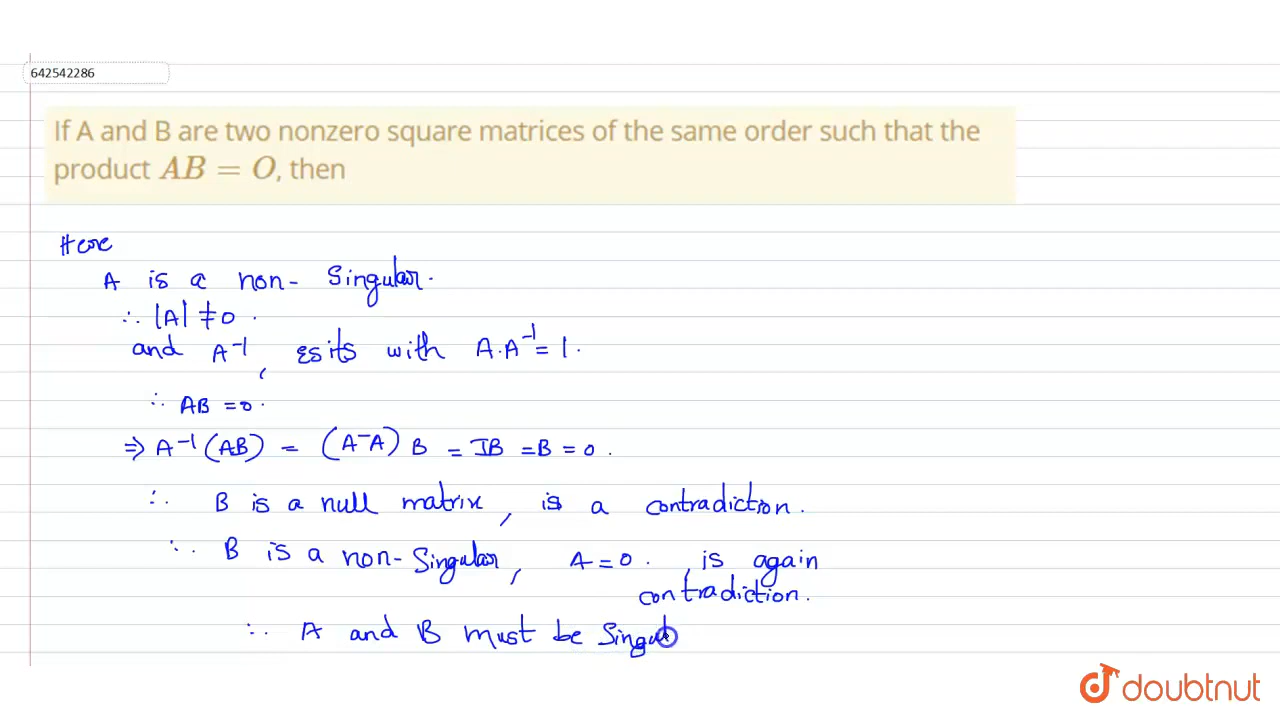 642542286
If A and B are two nonzero square matrices of the same order such that the
product AB = O, then
Here
A is a non- Singular.
∴ |A| ≠ 0 .
and A⁻¹, esits with A.A⁻¹ = 1.
∴ AB = 0.
⇒ A⁻¹(AB) = (A⁻A) B = IB = B = 0 .
∴ B is a null matrix, is a contradiction.
∵ B is a non-Singular, A = 0. , is again
contradiction.
∴ A and B must be Singul
doubtnut